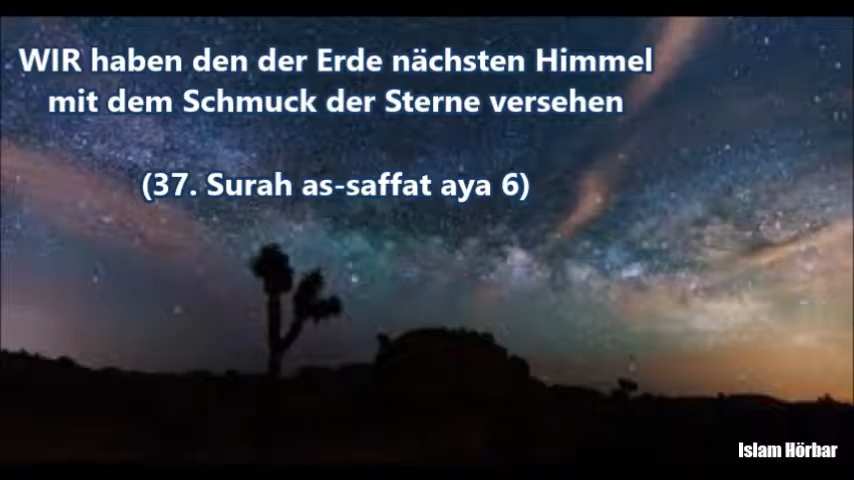 WIR haben den der Erde nächsten Himmel
mit dem Schmuck der Sterne versehen
(37. Surah as-saffat aya 6)
Islam Hörbar